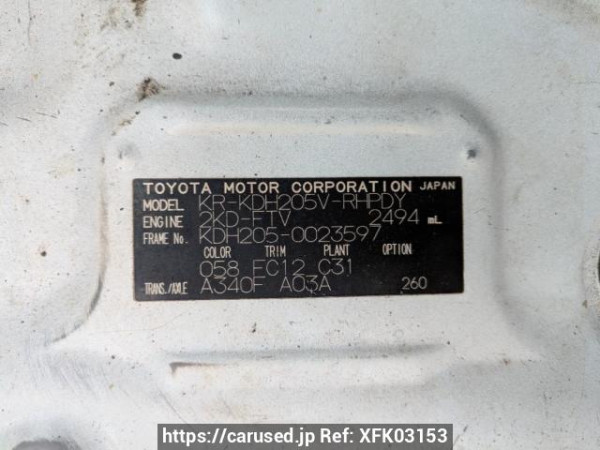 TOYOTA MOTOR CORPORATION JAPAN
MODEL KR-KDH205V-RHPDY
ENGINE 2KD-FTV 2494 mL
FRAME No. KDH205-0023597
COLOR TRIM PLANT OPTION
058 FC12 C31
TRANS./AXLE A340F A03A 260
https://carused.jp Ref: XFK03153